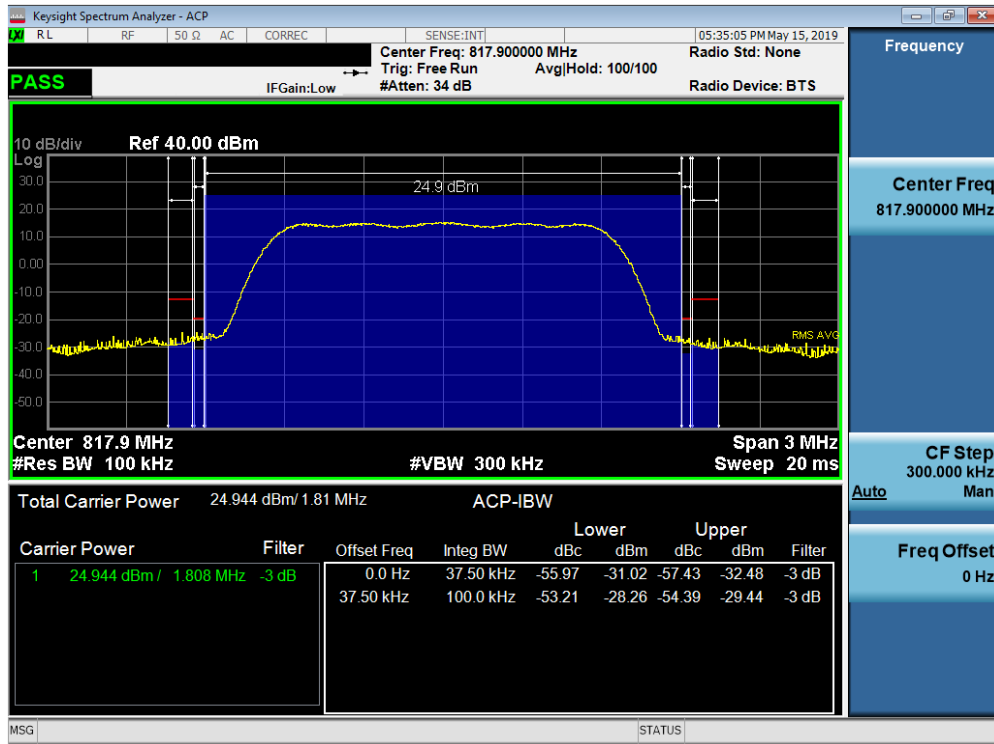 Keysight Spectrum Analyzer - ACP
LXI RL RF 50 Ω AC CORREC SENSE:INT 05:35:05 PM May 15, 2019
Center Freq: 817.900000 MHz Radio Std: None
Trig: Free Run Avg|Hold: 100/100
PASS IFGain:Low #Atten: 34 dB Radio Device: BTS
10 dB/div Ref 40.00 dBm
Log
30.0
24.9 dBm
20.0
10.0
0.00
-10.0
-20.0
RMS AVG
-30.0
-40.0
-50.0
Center 817.9 MHz Span 3 MHz
#Res BW 100 kHz #VBW 300 kHz Sweep 20 ms
Total Carrier Power 24.944 dBm/ 1.81 MHz ACP-IBW
Lower Upper
Carrier Power Filter Offset Freq Integ BW dBc dBm dBc dBm Filter
1 24.944 dBm / 1.808 MHz -3 dB 0.0 Hz 37.50 kHz -55.97 -31.02 -57.43 -32.48 -3 dB
37.50 kHz 100.0 kHz -53.21 -28.26 -54.39 -29.44 -3 dB
MSG STATUS
Frequency
Center Freq
817.900000 MHz
CF Step
300.000 kHz
Auto Man
Freq Offset
0 Hz